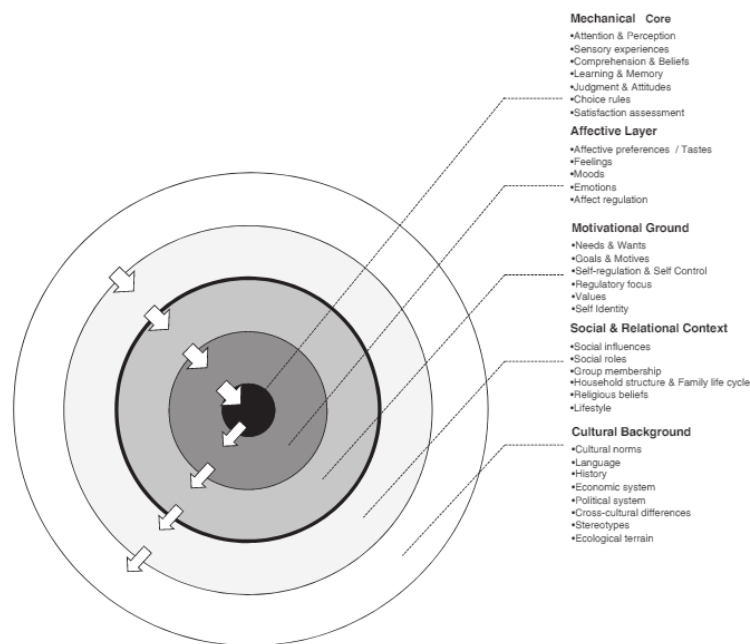 Mechanical Core
•Attention & Perception
•Sensory experiences
•Comprehension & Beliefs
•Learning & Memory
•Judgment & Attitudes
•Choice rules
•Satisfaction assessment
Affective Layer
•Affective preferences / Tastes
•Feelings
•Moods
•Emotions
•Affect regulation
Motivational Ground
•Needs & Wants
•Goals & Motives
•Self-regulation & Self Control
•Regulatory focus
•Values
•Self Identity
Social & Relational Context
•Social influences
•Social roles
•Group membership
•Household structure & Family life cycle
•Religious beliefs
•Lifestyle
Cultural Background
•Cultural norms
•Language
•History
•Economic system
•Political system
•Cross-cultural differences
•Stereotypes
•Ecological terrain